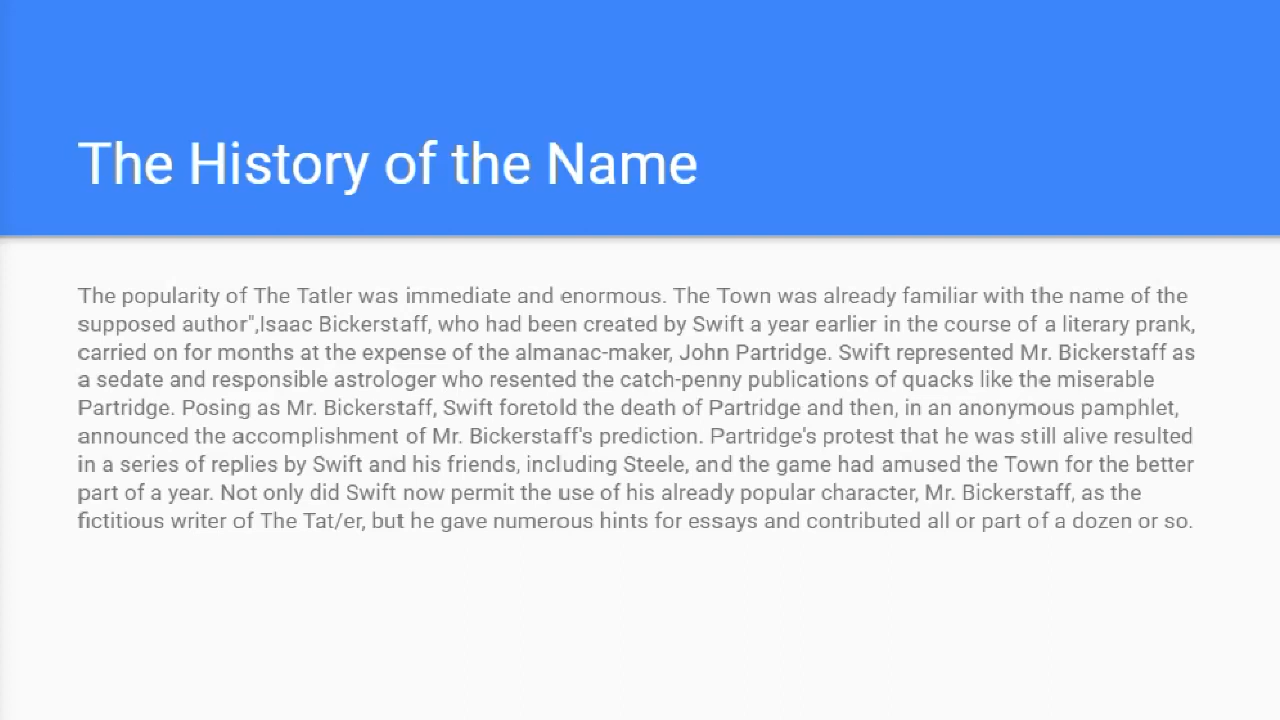 The History of the Name
The popularity of The Tatler was immediate and enormous. The Town was already familiar with the name of the
supposed author",Isaac Bickerstaff, who had been created by Swift a year earlier in the course of a literary prank,
carried on for months at the expense of the almanac-maker, John Partridge. Swift represented Mr. Bickerstaff as
a sedate and responsible astrologer who resented the catch-penny publications of quacks like the miserable
Partridge. Posing as Mr. Bickerstaff, Swift foretold the death of Partridge and then, in an anonymous pamphlet,
announced the accomplishment of Mr. Bickerstaff's prediction. Partridge's protest that he was still alive resulted
in a series of replies by Swift and his friends, including Steele, and the game had amused the Town for the better
part of a year. Not only did Swift now permit the use of his already popular character, Mr. Bickerstaff, as the
fictitious writer of The Tat/er, but he gave numerous hints for essays and contributed all or part of a dozen or so.